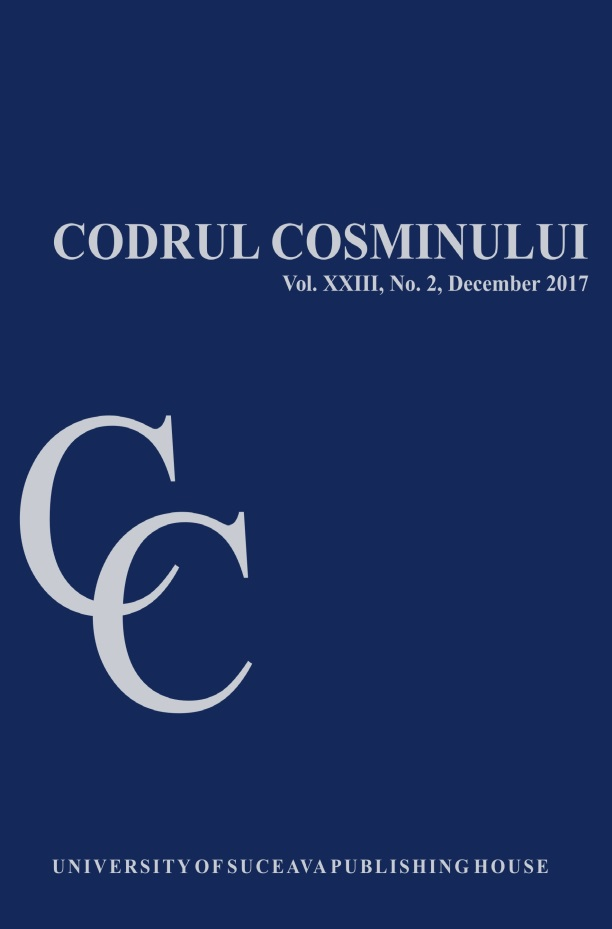 CODRUL COSMINULUI
Vol. XXIII, No. 2, December 2017
CC
UNIVERSITY OF SUCEAVA PUBLISHING HOUSE